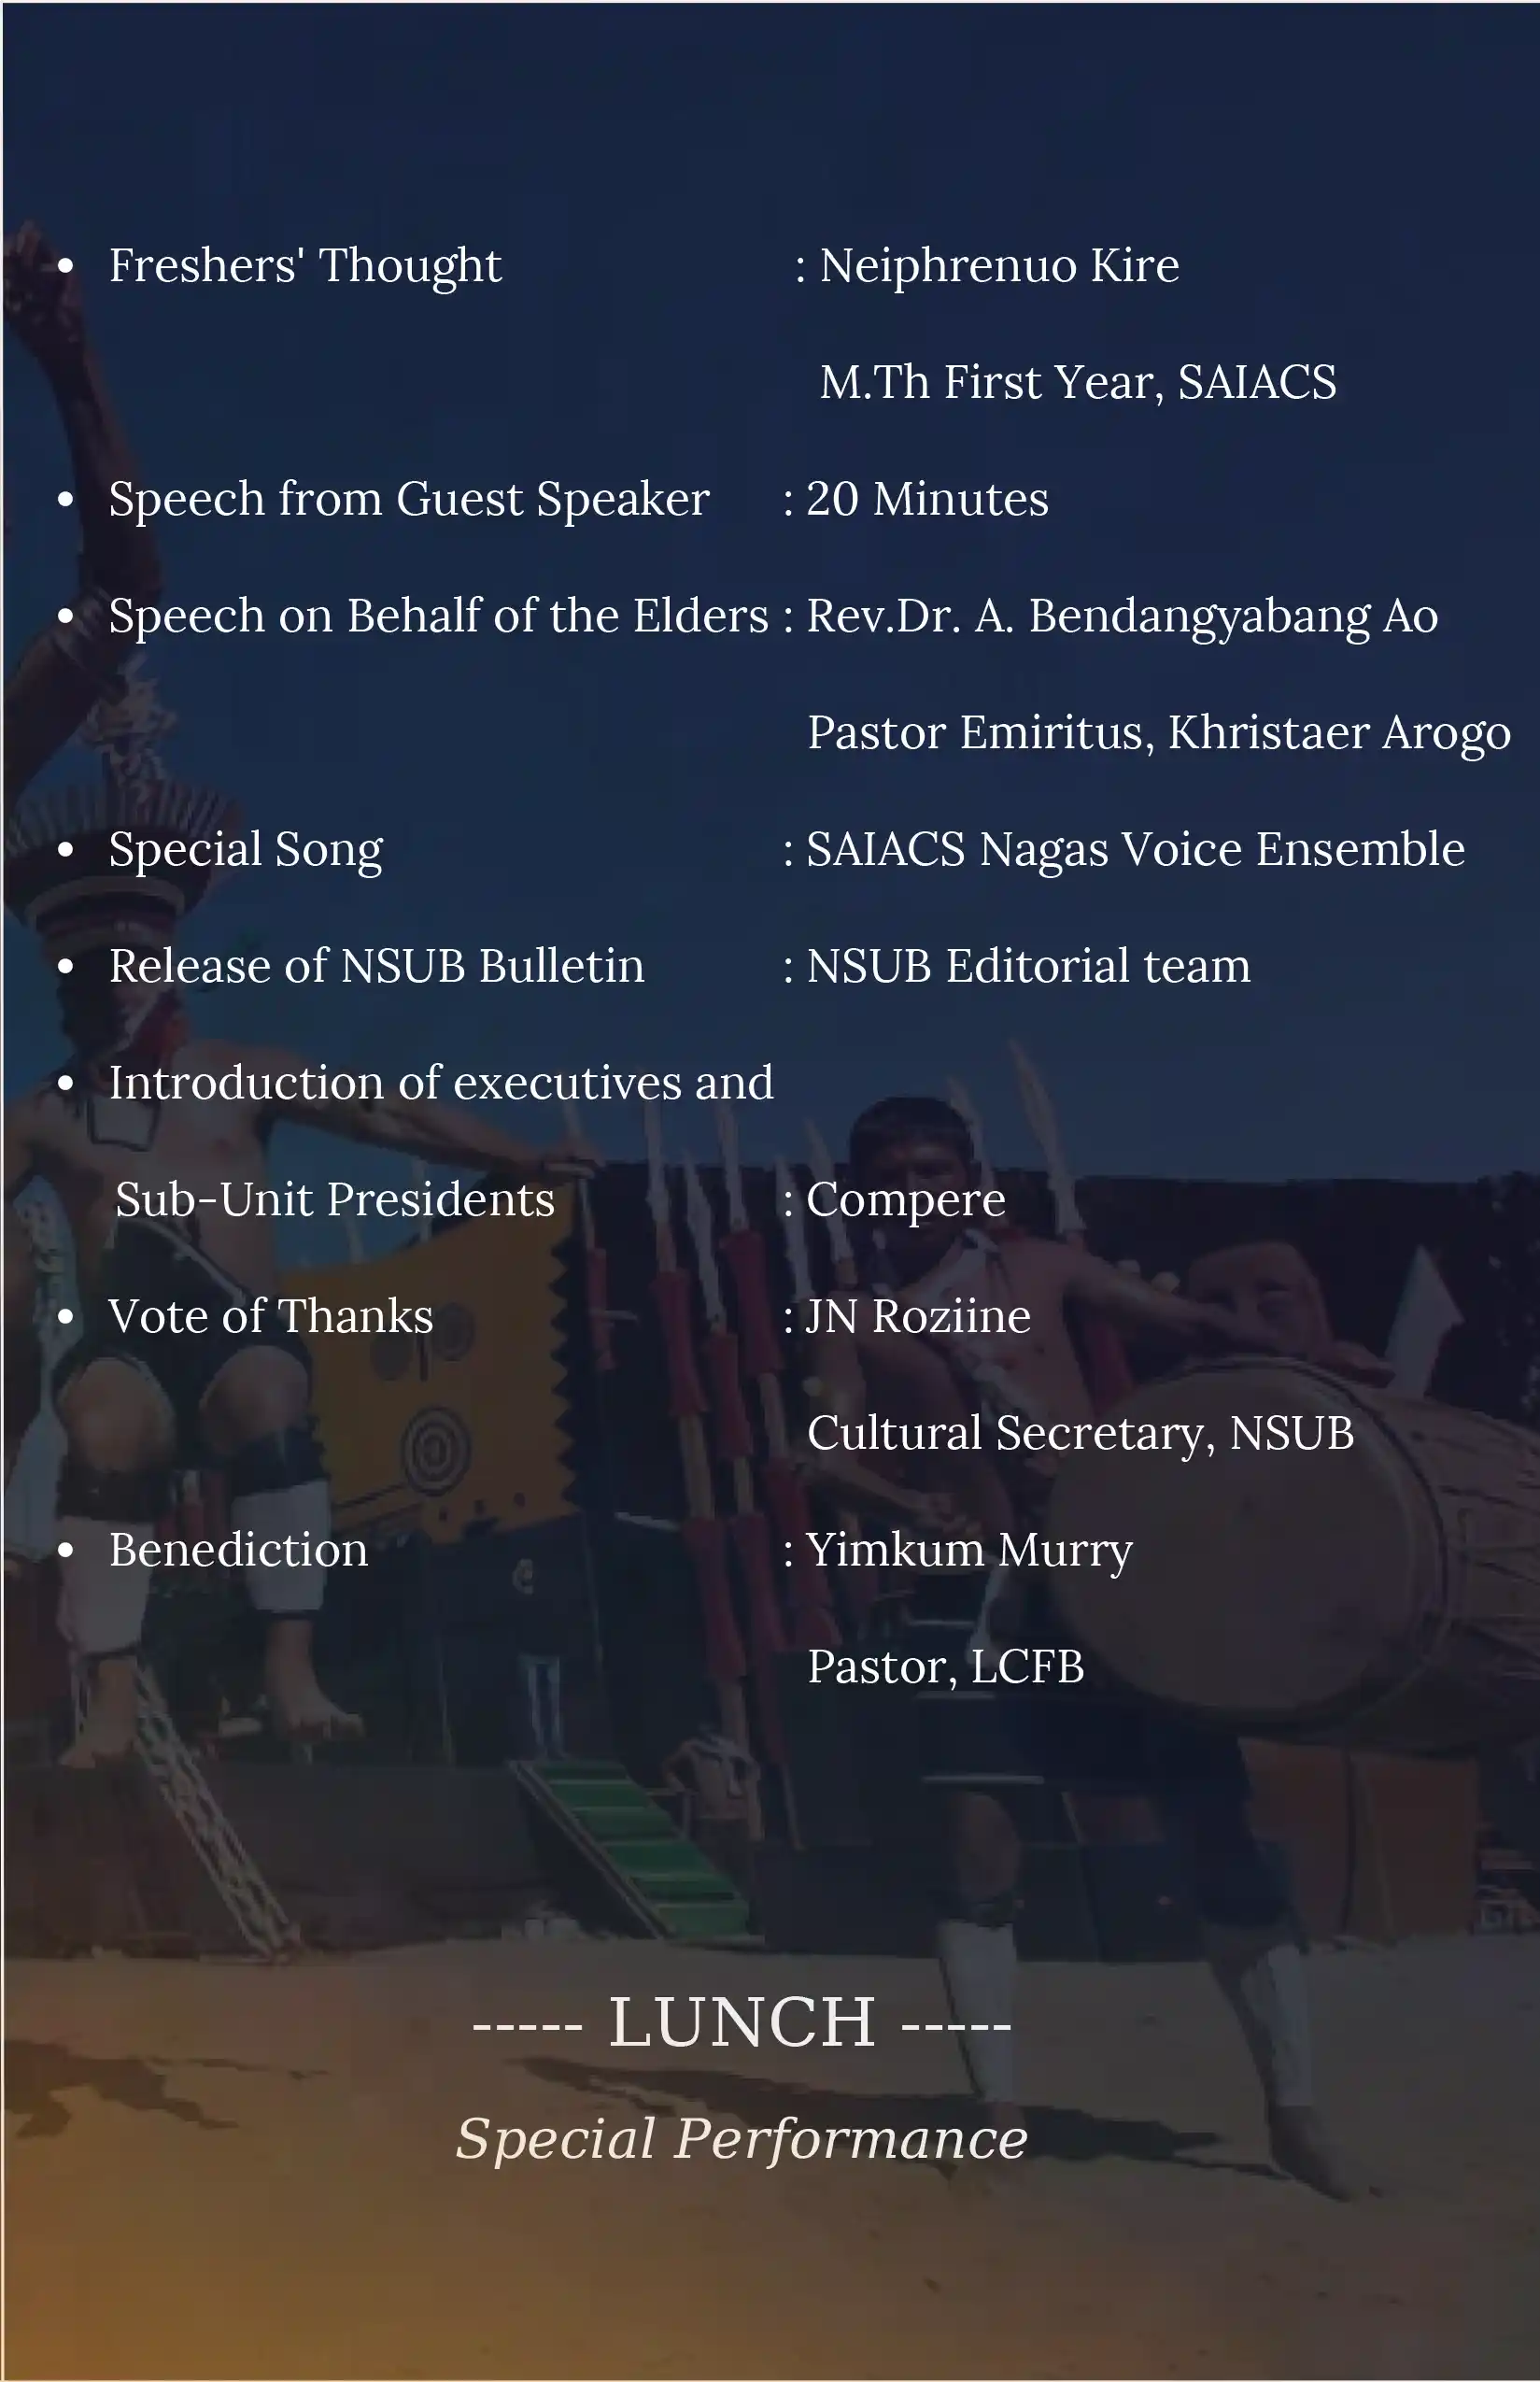 • Freshers' Thought : Neiphrenuo Kire
M.Th First Year, SAIACS
• Speech from Guest Speaker : 20 Minutes
• Speech on Behalf of the Elders : Rev.Dr. A. Bendangyabang Ao
Pastor Emiritus, Khristaer Arogo
• Special Song : SAIACS Nagas Voice Ensemble
• Release of NSUB Bulletin : NSUB Editorial team
• Introduction of executives and
Sub-Unit Presidents : Compere
• Vote of Thanks : JN Roziine
Cultural Secretary, NSUB
• Benediction : Yimkum Murry
Pastor, LCFB
----- LUNCH -----
Special Performance